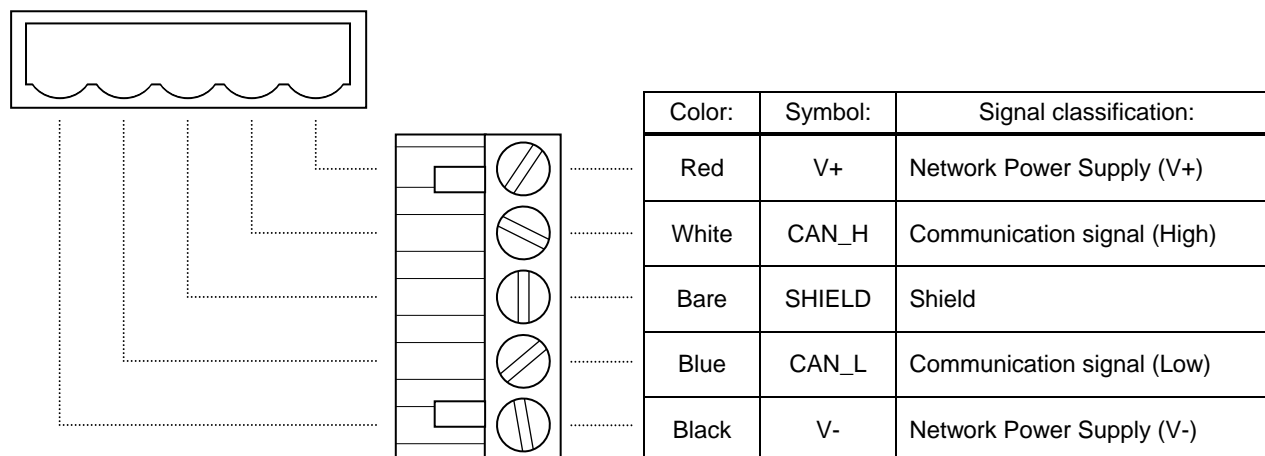 Color: Symbol: Signal classification:
Red V+ Network Power Supply (V+)
White CAN_H Communication signal (High)
Bare SHIELD Shield
Blue CAN_L Communication signal (Low)
Black V- Network Power Supply (V-)